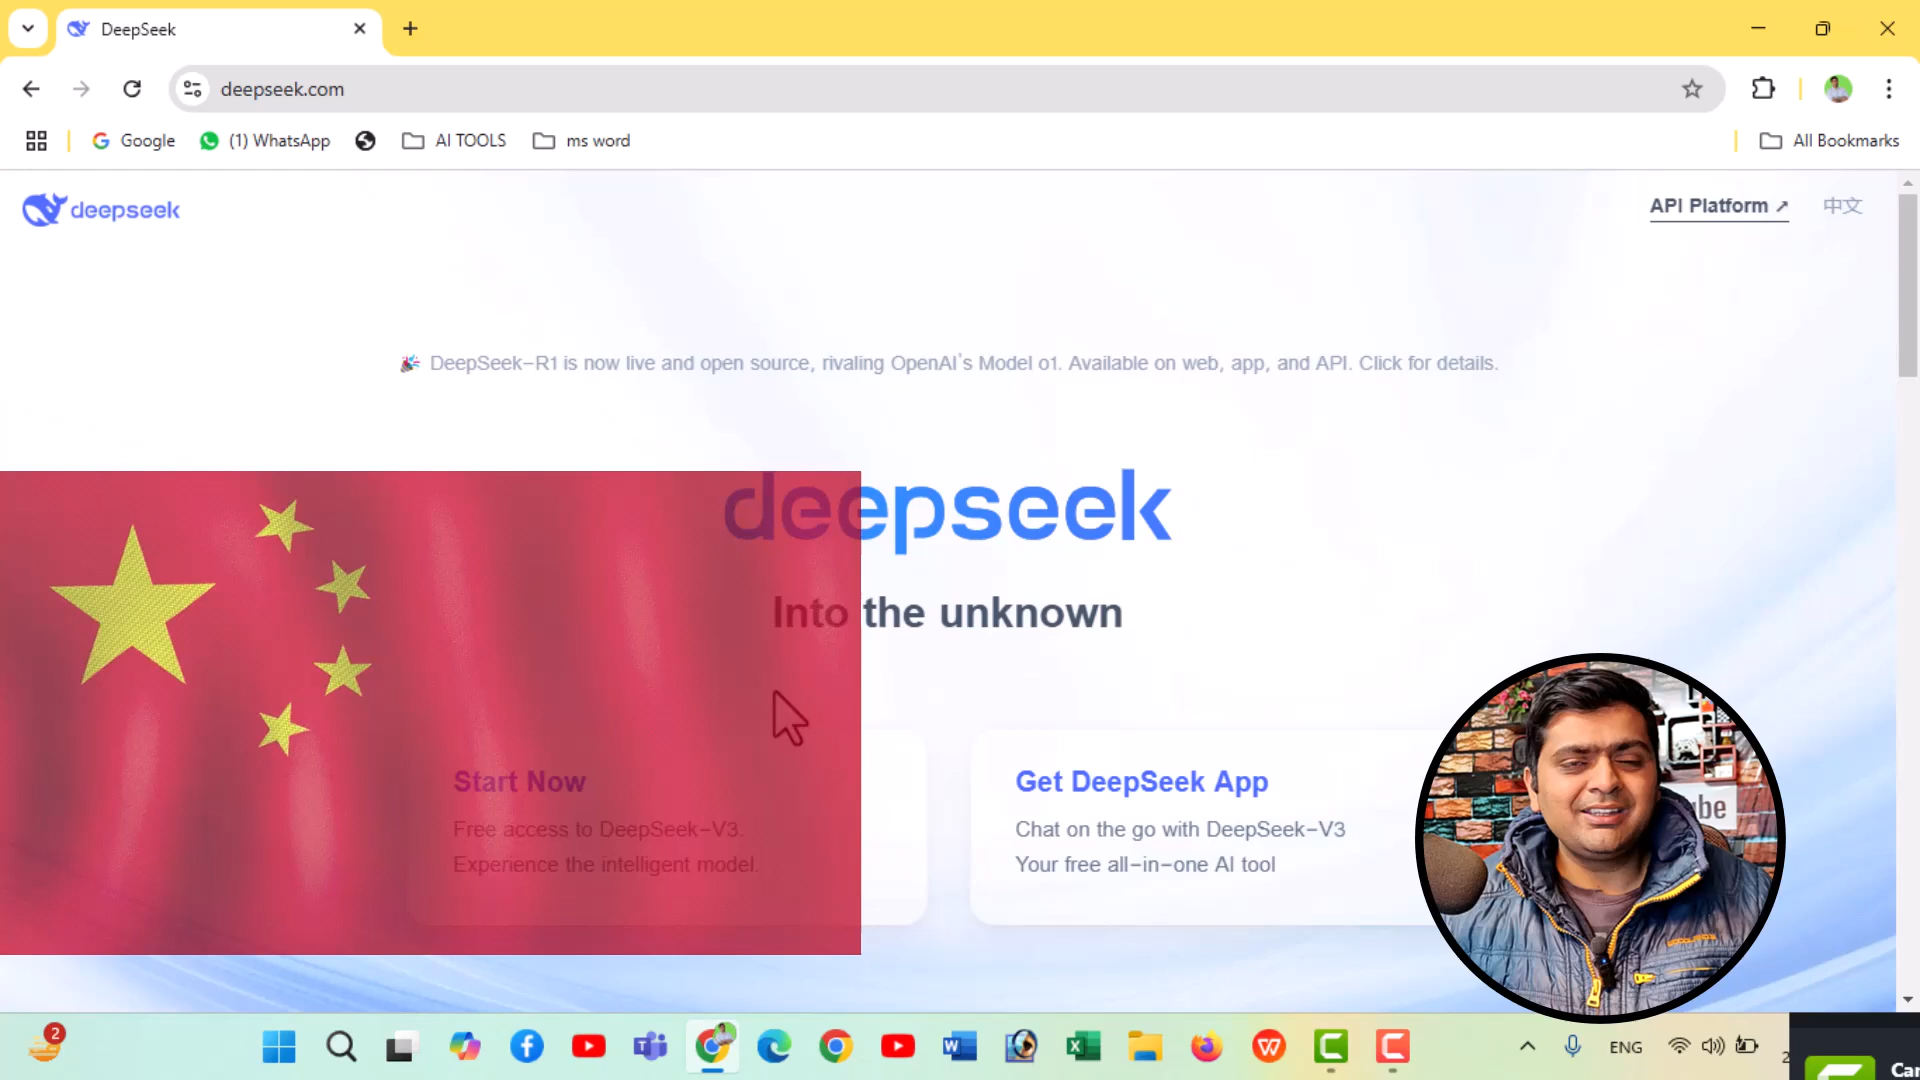 DeepSeek
deepseek.com
Google
(1) WhatsApp
AI TOOLS
ms word
All Bookmarks
deepseek
API Platform ↗
中文
🎉 DeepSeek-R1 is now live and open source, rivaling OpenAI's Model o1. Available on web, app, and API. Click for details.
deepseek
Into the unknown
Start Now
Free access to DeepSeek-V3.
Experience the intelligent model.
Get DeepSeek App
Chat on the go with DeepSeek-V3
Your free all-in-one AI tool
2
ENG